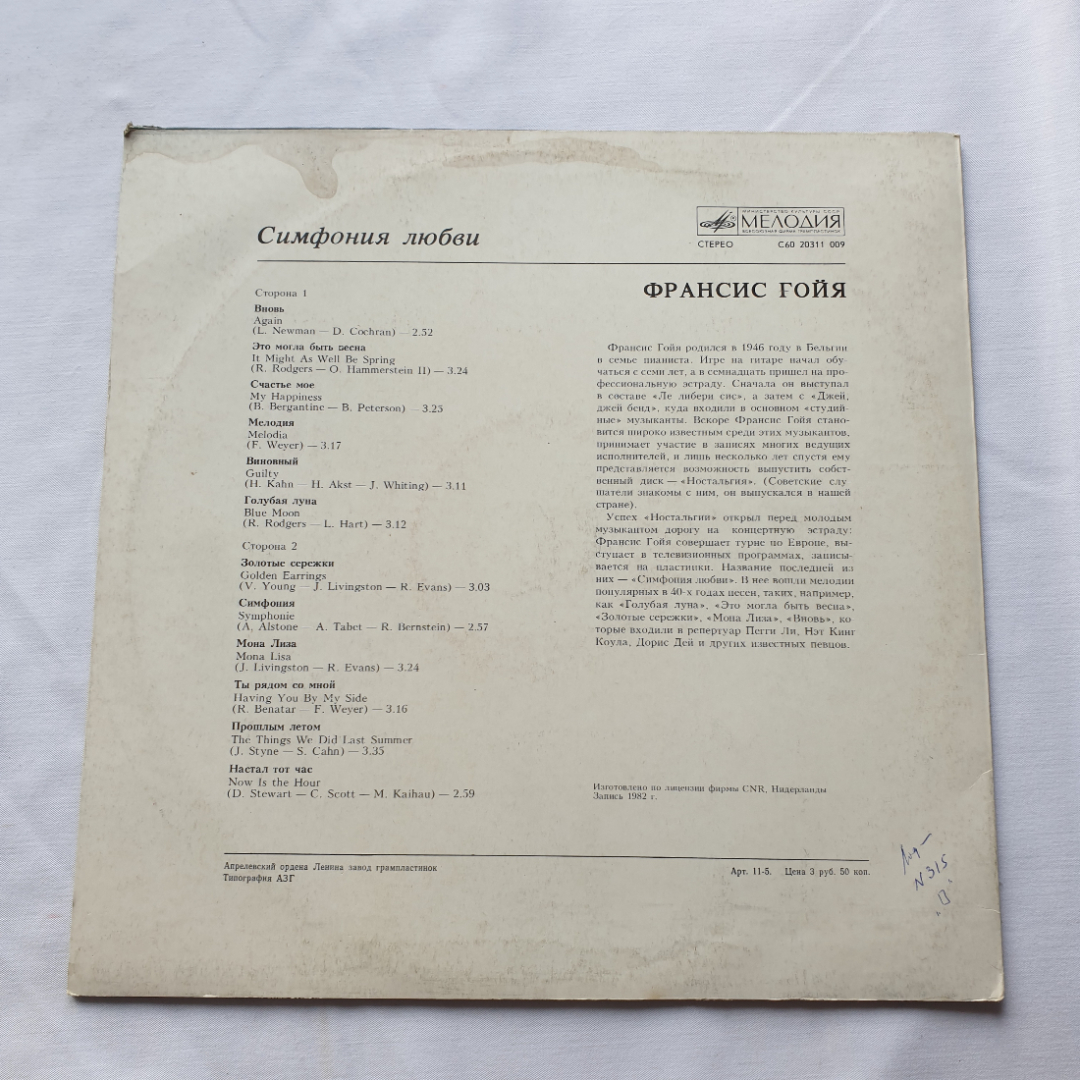 МИНИСТЕРСТВО КУЛЬТУРЫ СССР
МЕЛОДИЯ
ВСЕСОЮЗНАЯ ФИРМА ГРАМПЛАСТИНОК
СТЕРЕО С60 20311 009
Симфония любви
ФРАНСИС ГОЙЯ
Сторона 1
Вновь
Again
(L. Newman — D. Cochran) — 2.52
Это могла быть весна
It Might As Well Be Spring
(R. Rodgers — O. Hammerstein II) — 3.24
Счастье мое
My Happiness
(B. Bergantine — B. Peterson) — 3.25
Мелодия
Melodia
(F. Weyer) — 3.17
Виновный
Guilty
(H. Kahn — H. Akst — J. Whiting) — 3.11
Голубая луна
Blue Moon
(R. Rodgers — L. Hart) — 3.12
Сторона 2
Золотые сережки
Golden Earrings
(V. Young — J. Livingston — R. Evans) — 3.03
Симфония
Symphonie
(A. Alstone — A. Tabet — R. Bernstein) — 2.57
Мона Лиза
Mona Lisa
(J. Livingston — R. Evans) — 3.24
Ты рядом со мной
Having You By My Side
(R. Benatar — F. Weyer) — 3.16
Прошлым летом
The Things We Did Last Summer
(J. Styne — S. Cahn) — 3.35
Настал тот час
Now Is the Hour
(D. Stewart — C. Scott — M. Kaihau) — 2.59
Франсис Гойя родился в 1946 году в Бельгии
в семье пианиста. Игре на гитаре начал обу-
чаться с семи лет, а в семнадцать пришел на про-
фессиональную эстраду. Сначала он выступал
в составе «Ле либери сис», а затем с «Джей,
джей бенд», куда входили в основном «студий-
ные» музыканты. Вскоре Франсис Гойя стано-
вится широко известным среди этих музыкантов,
принимает участие в записях многих ведущих
исполнителей, и лишь несколько лет спустя ему
представляется возможность выпустить собст-
венный диск — «Ностальгия». (Советские слу
шатели знакомы с ним, он выпускался в нашей
стране).
Успех «Ностальгии» открыл перед молодым
музыкантом дорогу на концертную эстраду:
Франсис Гойя совершает турне по Европе, вы-
ступает в телевизионных программах, записы-
вается на пластинки. Название последней из
них — «Симфония любви». В нее вошли мелодии
популярных в 40-х годах песен, таких, например,
как «Голубая луна», «Это могла быть весна»,
«Золотые сережки», «Мона Лиза», «Вновь», ко
торые входили в репертуар Пегги Ли, Нэт Кинг
Коула, Дорис Дей и других известных певцов.
Изготовлено по лицензии фирмы CNR, Нидерланды
Запись 1982 г.
Апрелевский ордена Ленина завод грампластинок
Типография АЗГ
Арт. 11-5. Цена 3 руб. 50 коп.
N 315